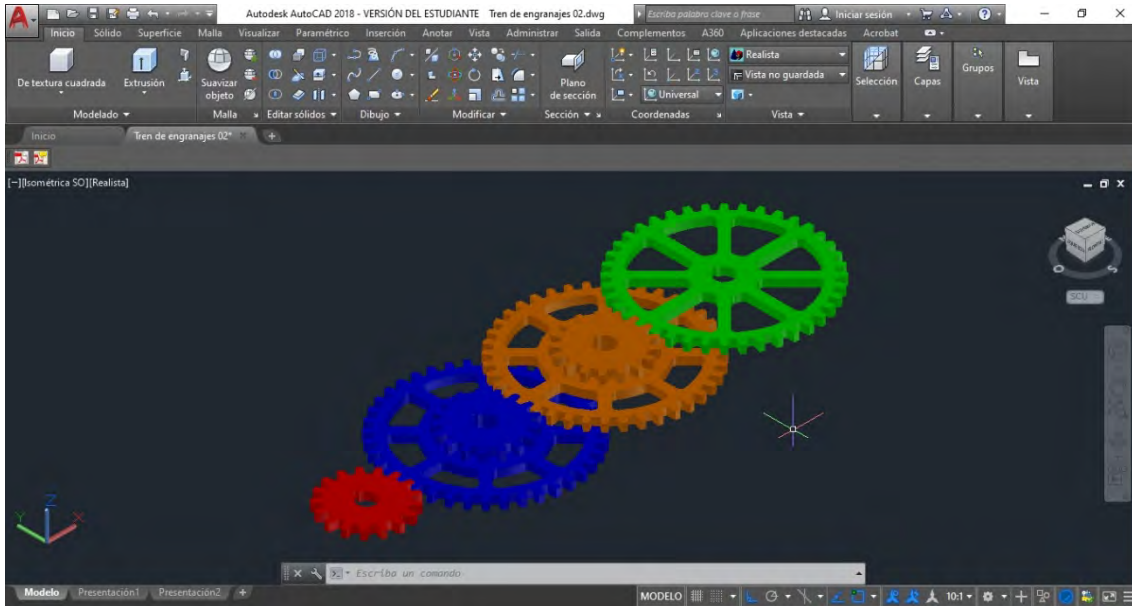 Autodesk AutoCAD 2018 - VERSIÓN DEL ESTUDIANTE Tren de engranajes 02.dwg
Escriba palabra clave o frase
Iniciar sesión
Inicio Sólido Superficie Malla Visualizar Paramétrico Inserción Anotar Vista Administrar Salida Complementos A360 Aplicaciones destacadas Acrobat
De textura cuadrada
Extrusión
Suavizar
objeto
Plano
de sección
Universal
Realista
Vista no guardada
Selección
Capas
Grupos
Vista
Modelado Malla Editar sólidos Dibujo Modificar Sección Coordenadas Vista
Inicio Tren de engranajes 02*
[−][Isométrica SO][Realista]
O
S
SCU
Z
Y
X
Escriba un comando
Modelo Presentación1 Presentación2 +
MODELO 10:1